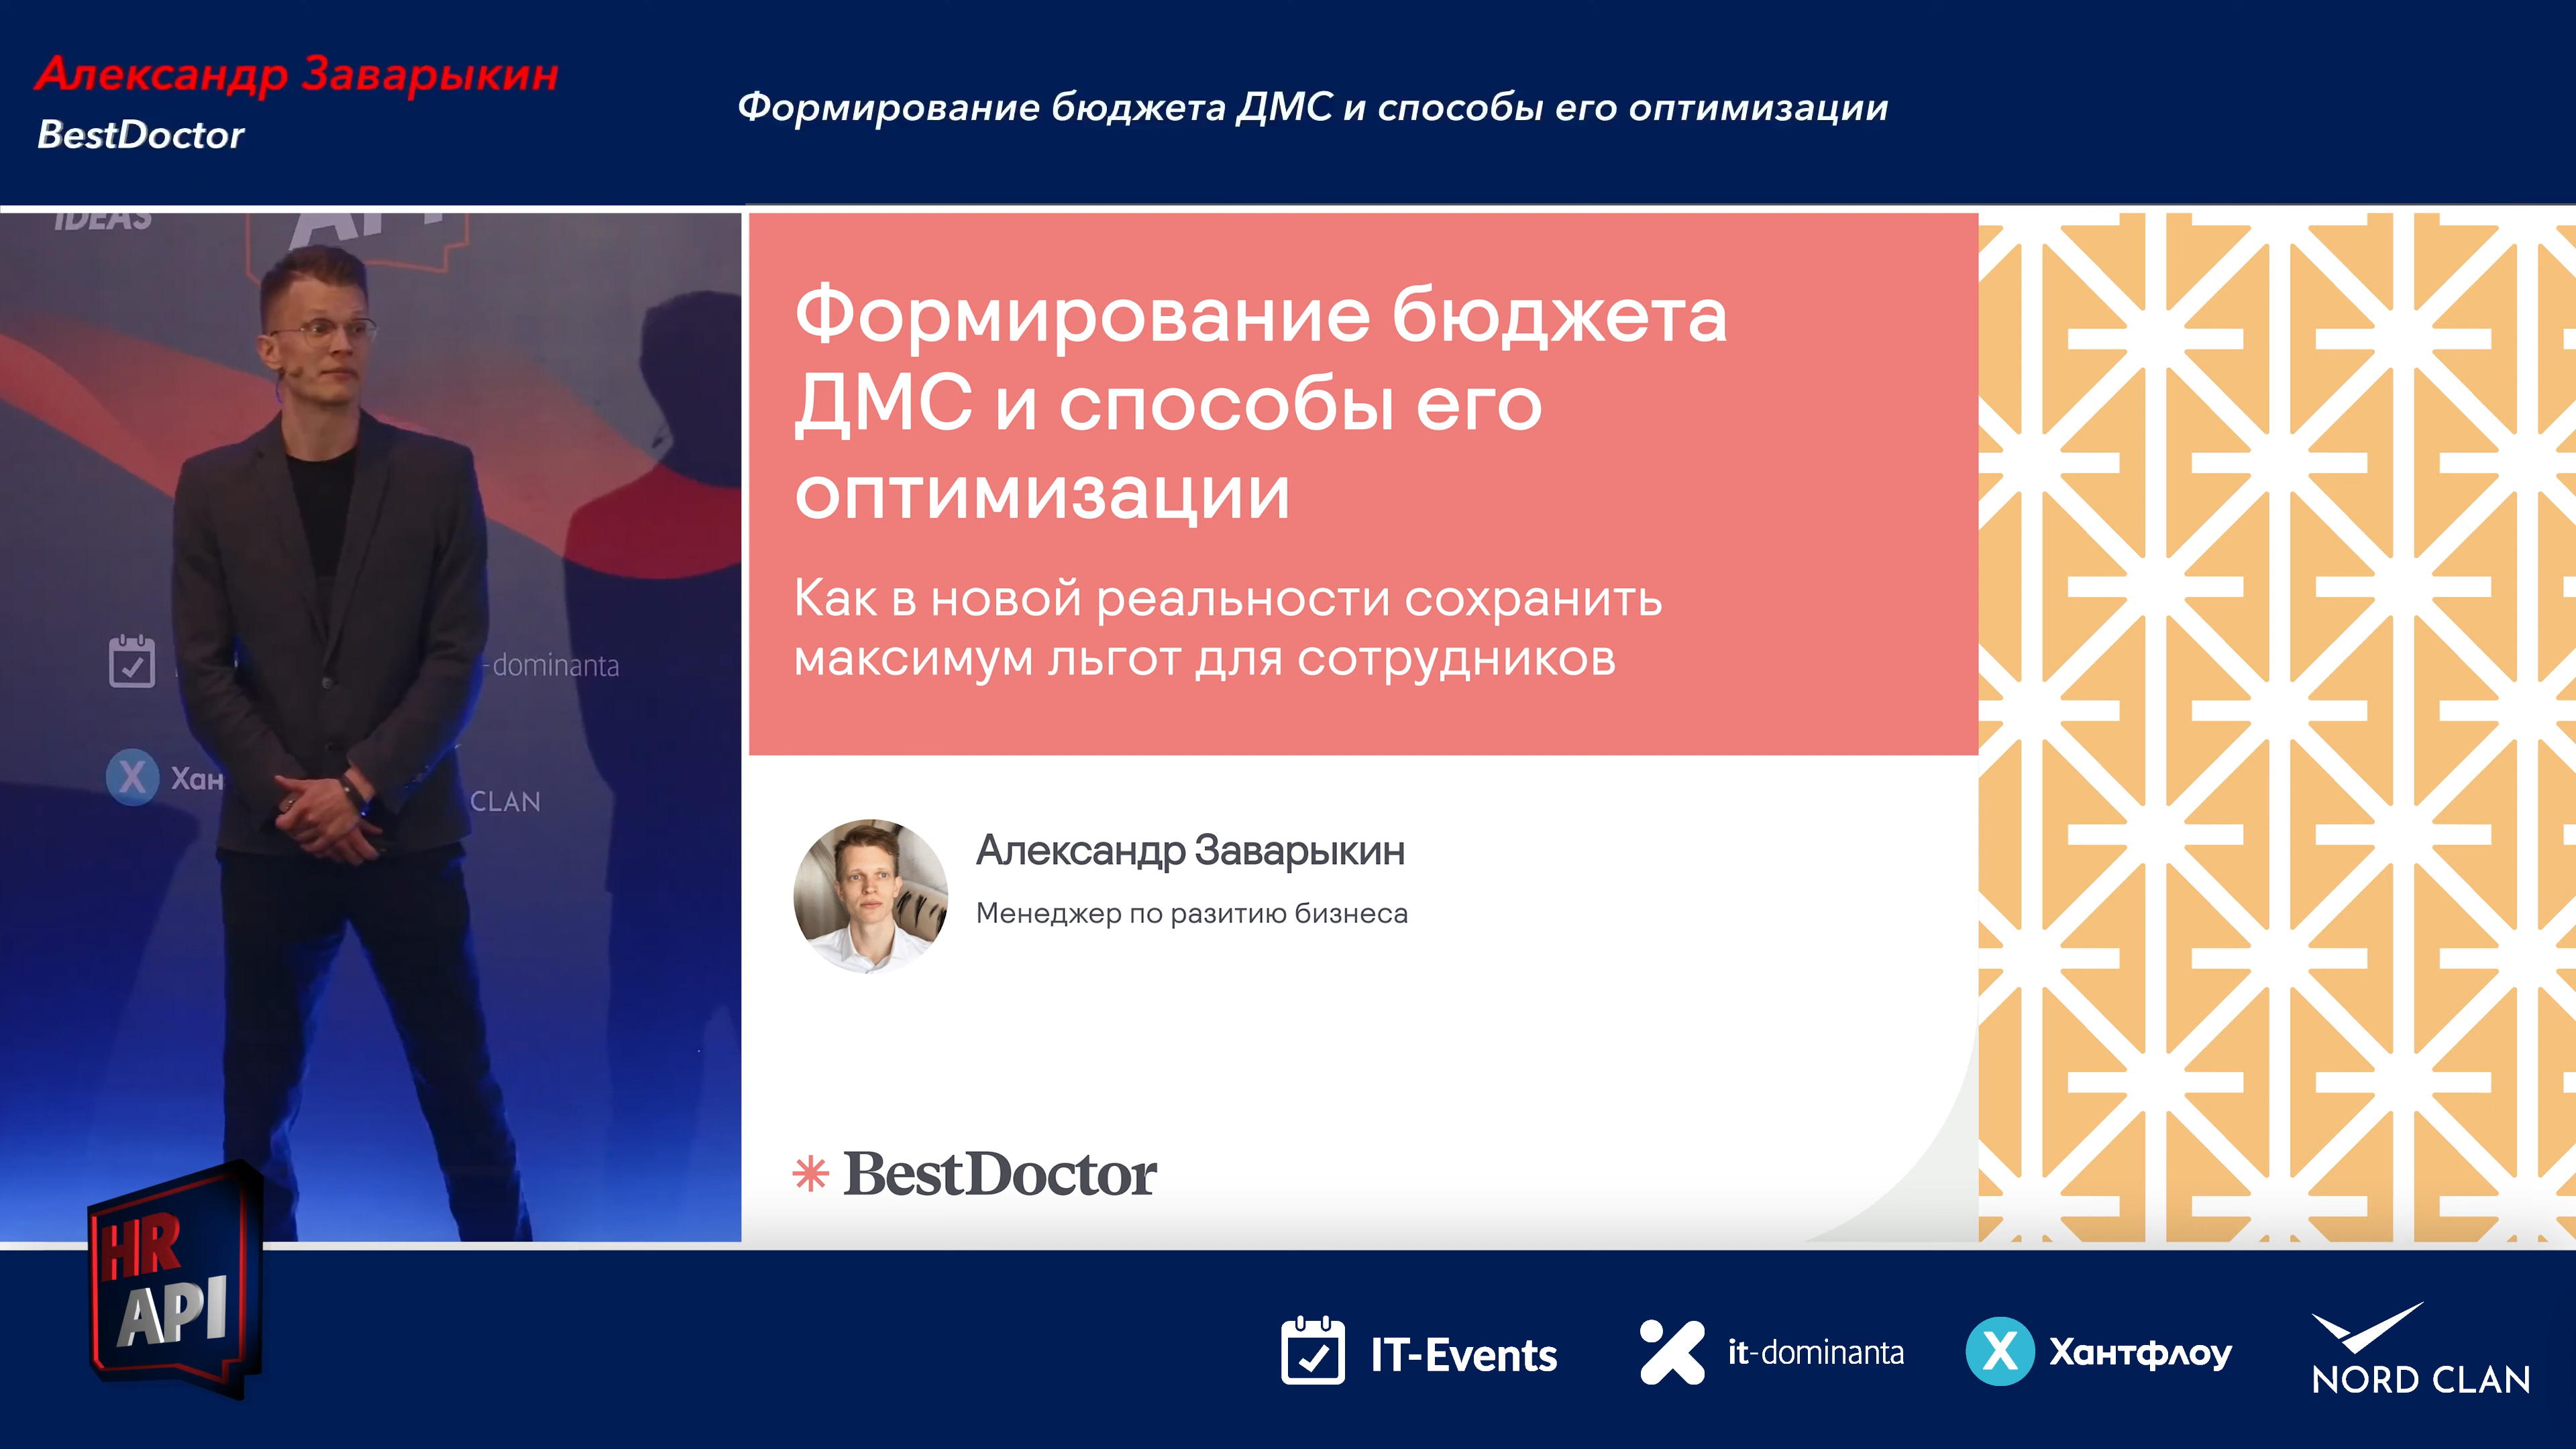 Александр Заварыкин
BestDoctor
Формирование бюджета ДМС и способы его оптимизации
IDEAS
API
-dominanta
X Хан
CLAN
Формирование бюджета
ДМС и способы его
оптимизации
Как в новой реальности сохранить
максимум льгот для сотрудников
Александр Заварыкин
Менеджер по разитию бизнеса
BestDoctor
HR
API
IT-Events
it-dominanta
X Хантфлоу
NORD CLAN